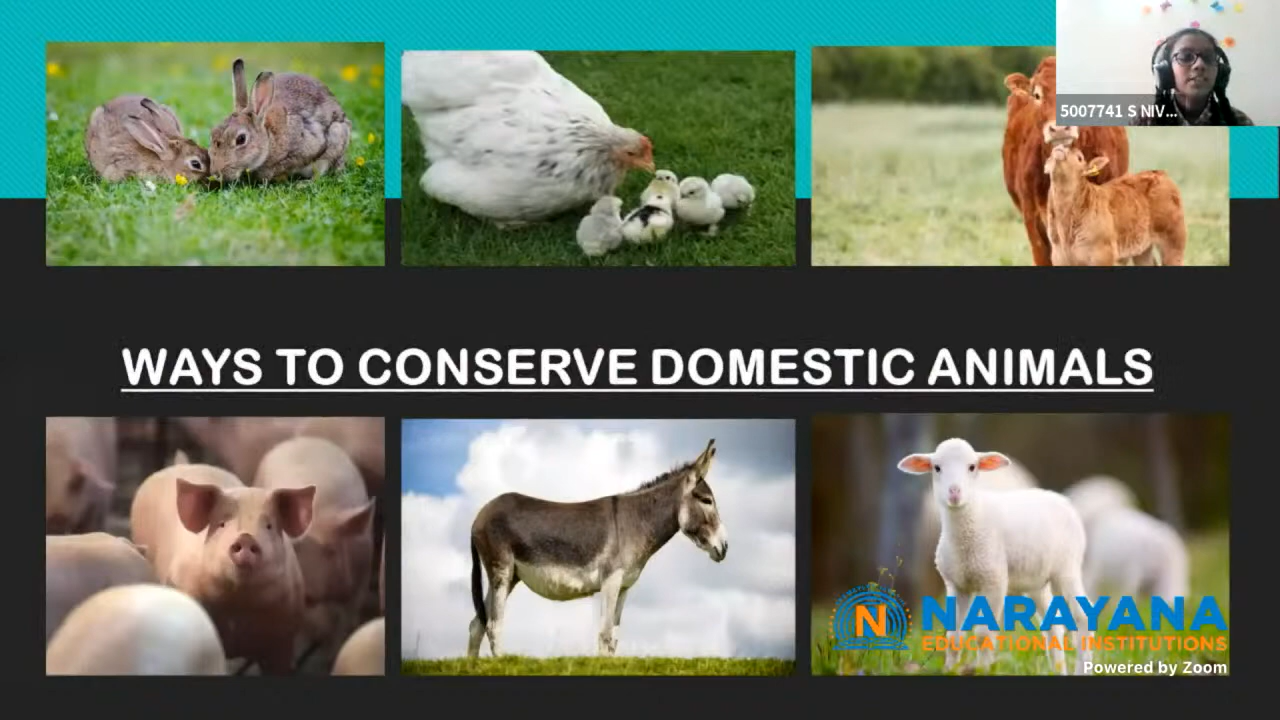 5007741 S NIV...
WAYS TO CONSERVE DOMESTIC ANIMALS
N
NARAYANA
EDUCATIONAL INSTITUTIONS
Powered by Zoom